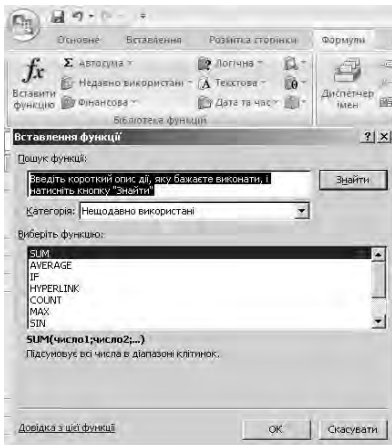 Основне Вставлення Розмітка сторінки Формули
fx Σ Автосума Логічна
Вставити функцію Недавно використані Текстова Диспетчер імен
Фінансова Дата та час
Бібліотека функцій
Вставлення функції
Пошук функції:
Введіть короткий опис дії, яку бажаєте виконати, і
натисніть кнопку "Знайти"
Знайти
Категорія: Нещодавно використані
Виберіть функцію:
SUM
AVERAGE
IF
HYPERLINK
COUNT
MAX
SIN
SUM(число1;число2;...)
Підсумовує всі числа в діапазоні клітинок.
Довідка з цієї функції
OK Скасувати